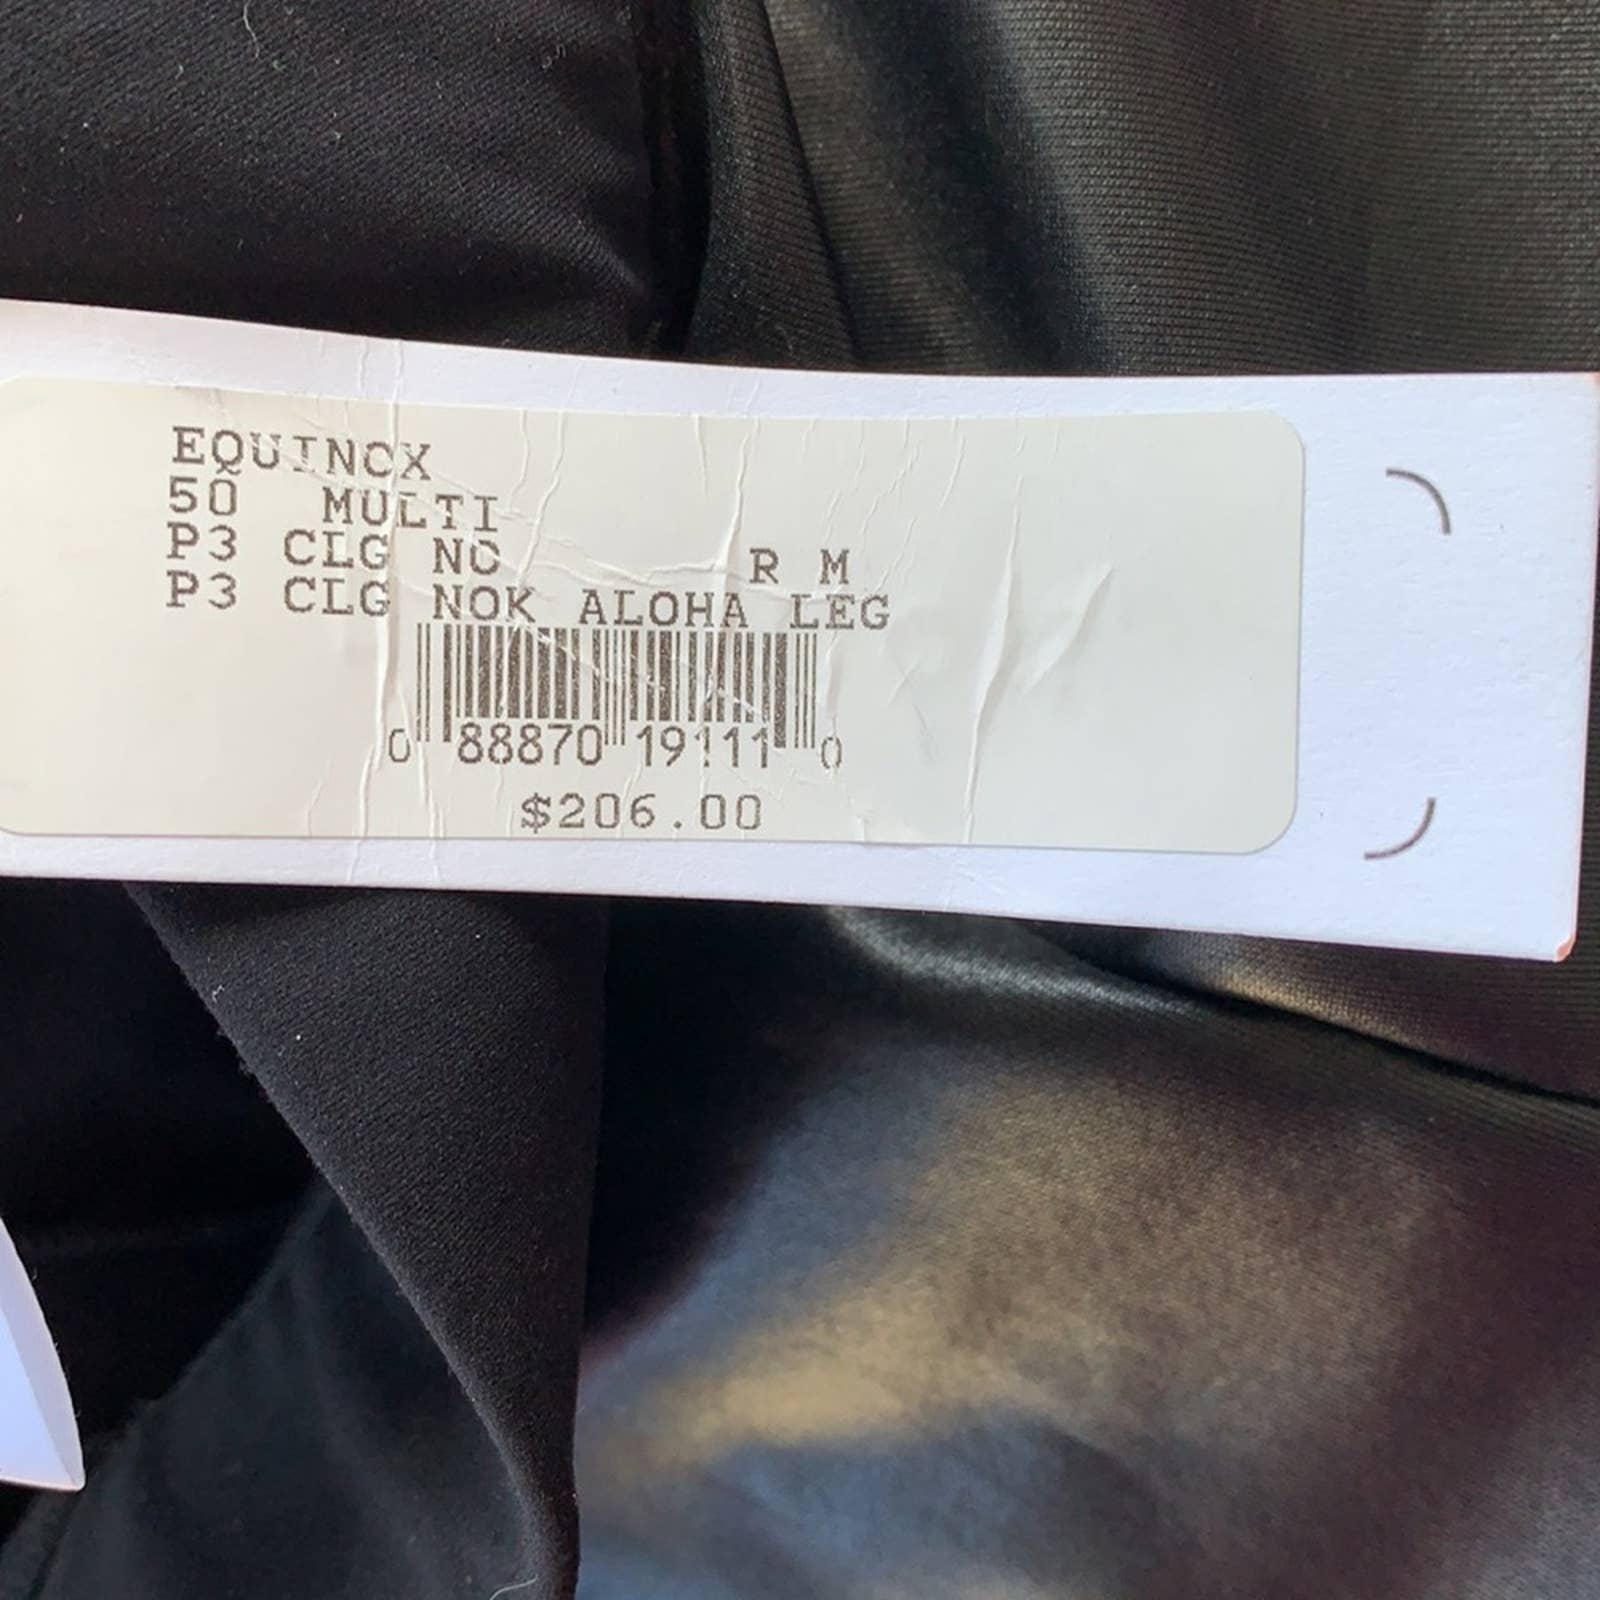 EQUINOX
50 MULTI
P3 CLG NO R M
P3 CLG NOK ALOHA LEG
0 88870 19111 0
$206.00